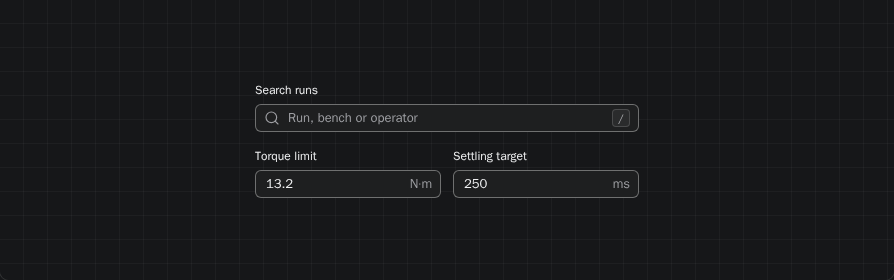 Search runs
Run, bench or operator /
Torque limit Settling target
13.2 N·m 250 ms